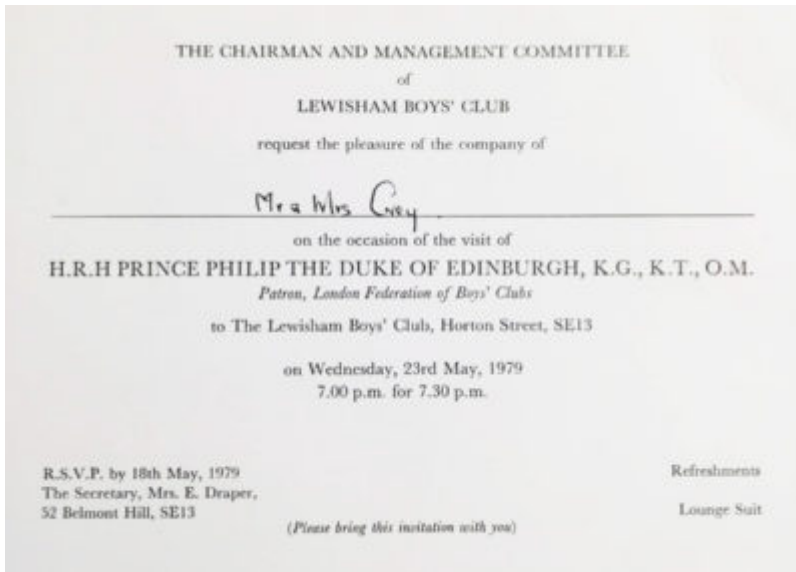 THE CHAIRMAN AND MANAGEMENT COMMITTEE
of
LEWISHAM BOYS' CLUB
request the pleasure of the company of
Mr & Mrs Grey
on the occasion of the visit of
H.R.H PRINCE PHILIP THE DUKE OF EDINBURGH, K.G., K.T., O.M.
Patron, London Federation of Boys' Clubs
to The Lewisham Boys' Club, Horton Street, SE13
on Wednesday, 23rd May, 1979
7.00 p.m. for 7.30 p.m.
R.S.V.P. by 18th May, 1979
The Secretary, Mrs. E. Draper,
52 Belmont Hill, SE13
(Please bring this invitation with you)
Refreshments
Lounge Suit